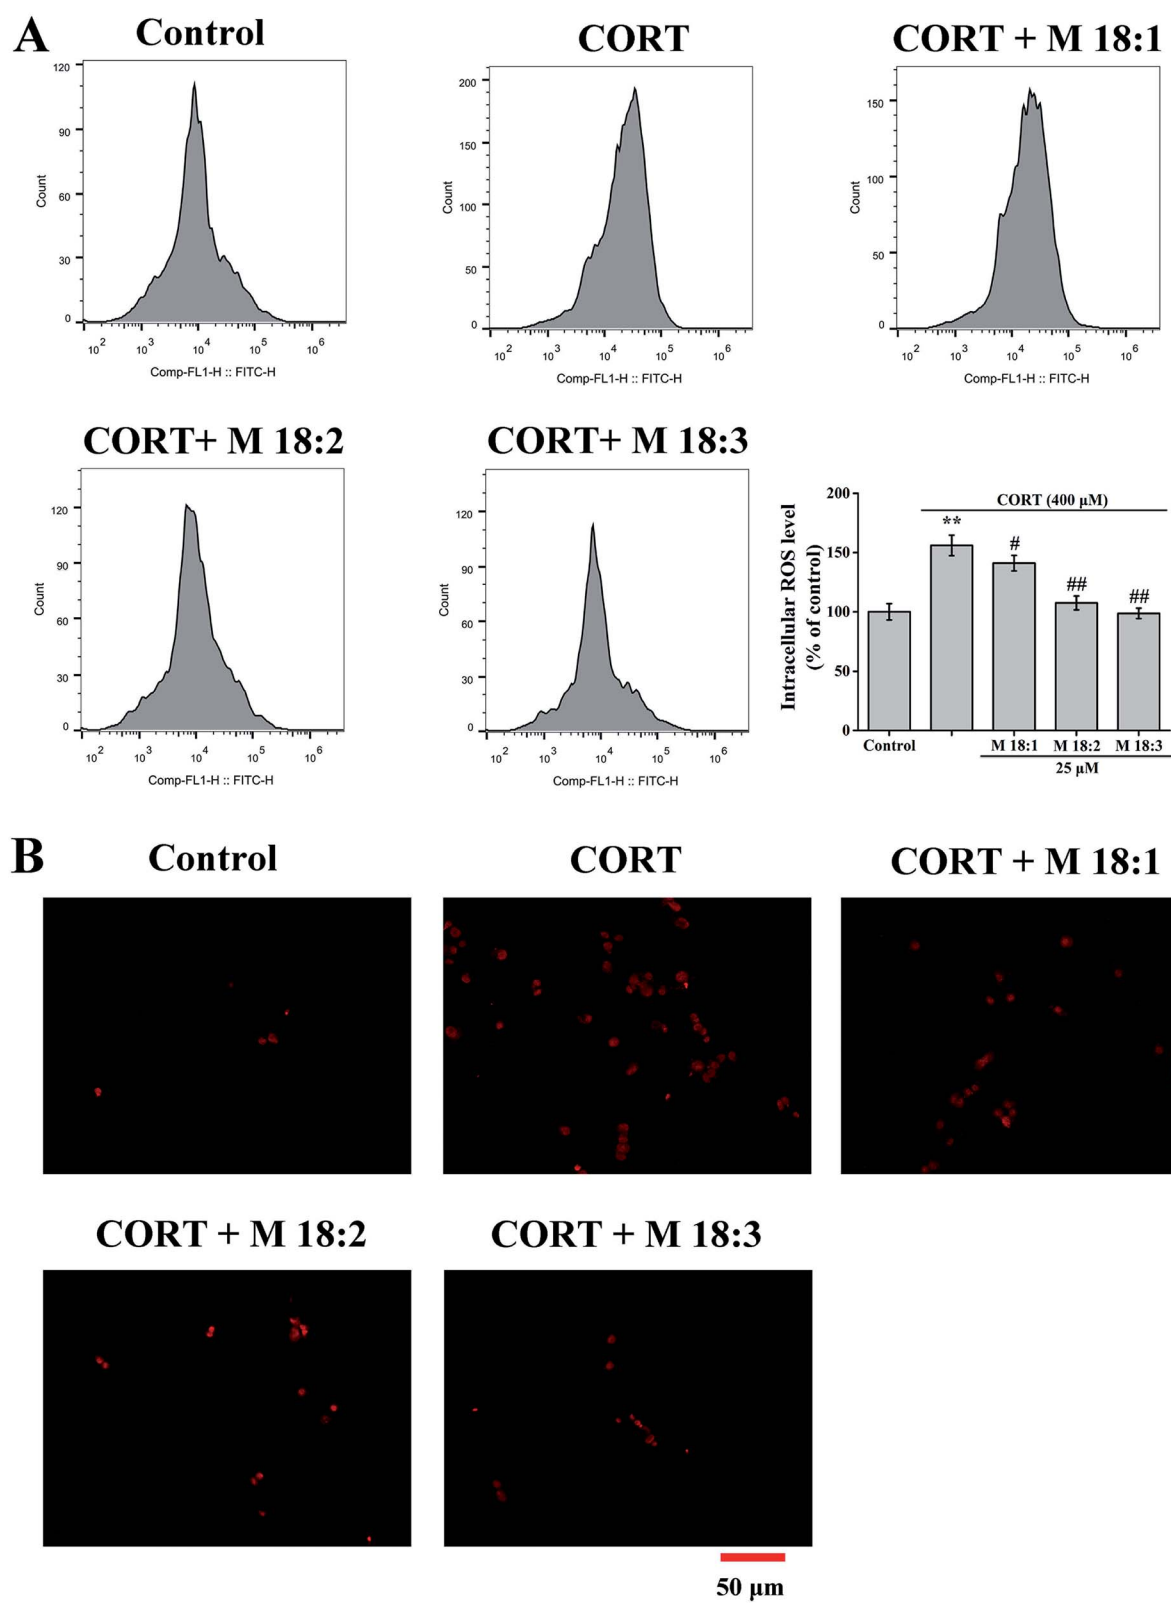 A
Control
CORT
CORT + M 18:1
120
90
60
30
0
Count
10^2 10^3 10^4 10^5 10^6
Comp-FL1-H :: FITC-H
200
150
100
50
0
Count
10^2 10^3 10^4 10^5 10^6
Comp-FL1-H :: FITC-H
150
100
50
0
Count
10^2 10^3 10^4 10^5 10^6
Comp-FL1-H :: FITC-H
CORT+ M 18:2
CORT+ M 18:3
120
90
60
30
0
Count
10^2 10^3 10^4 10^5 10^6
Comp-FL1-H :: FITC-H
120
90
60
30
0
Count
10^2 10^3 10^4 10^5 10^6
Comp-FL1-H :: FITC-H
Intracellular ROS level
(% of control)
200
150
100
50
0
CORT (400 μM)
**
#
##
##
Control - M 18:1 M 18:2 M 18:3
25 μM
B
Control
CORT
CORT + M 18:1
CORT + M 18:2
CORT + M 18:3
50 μm